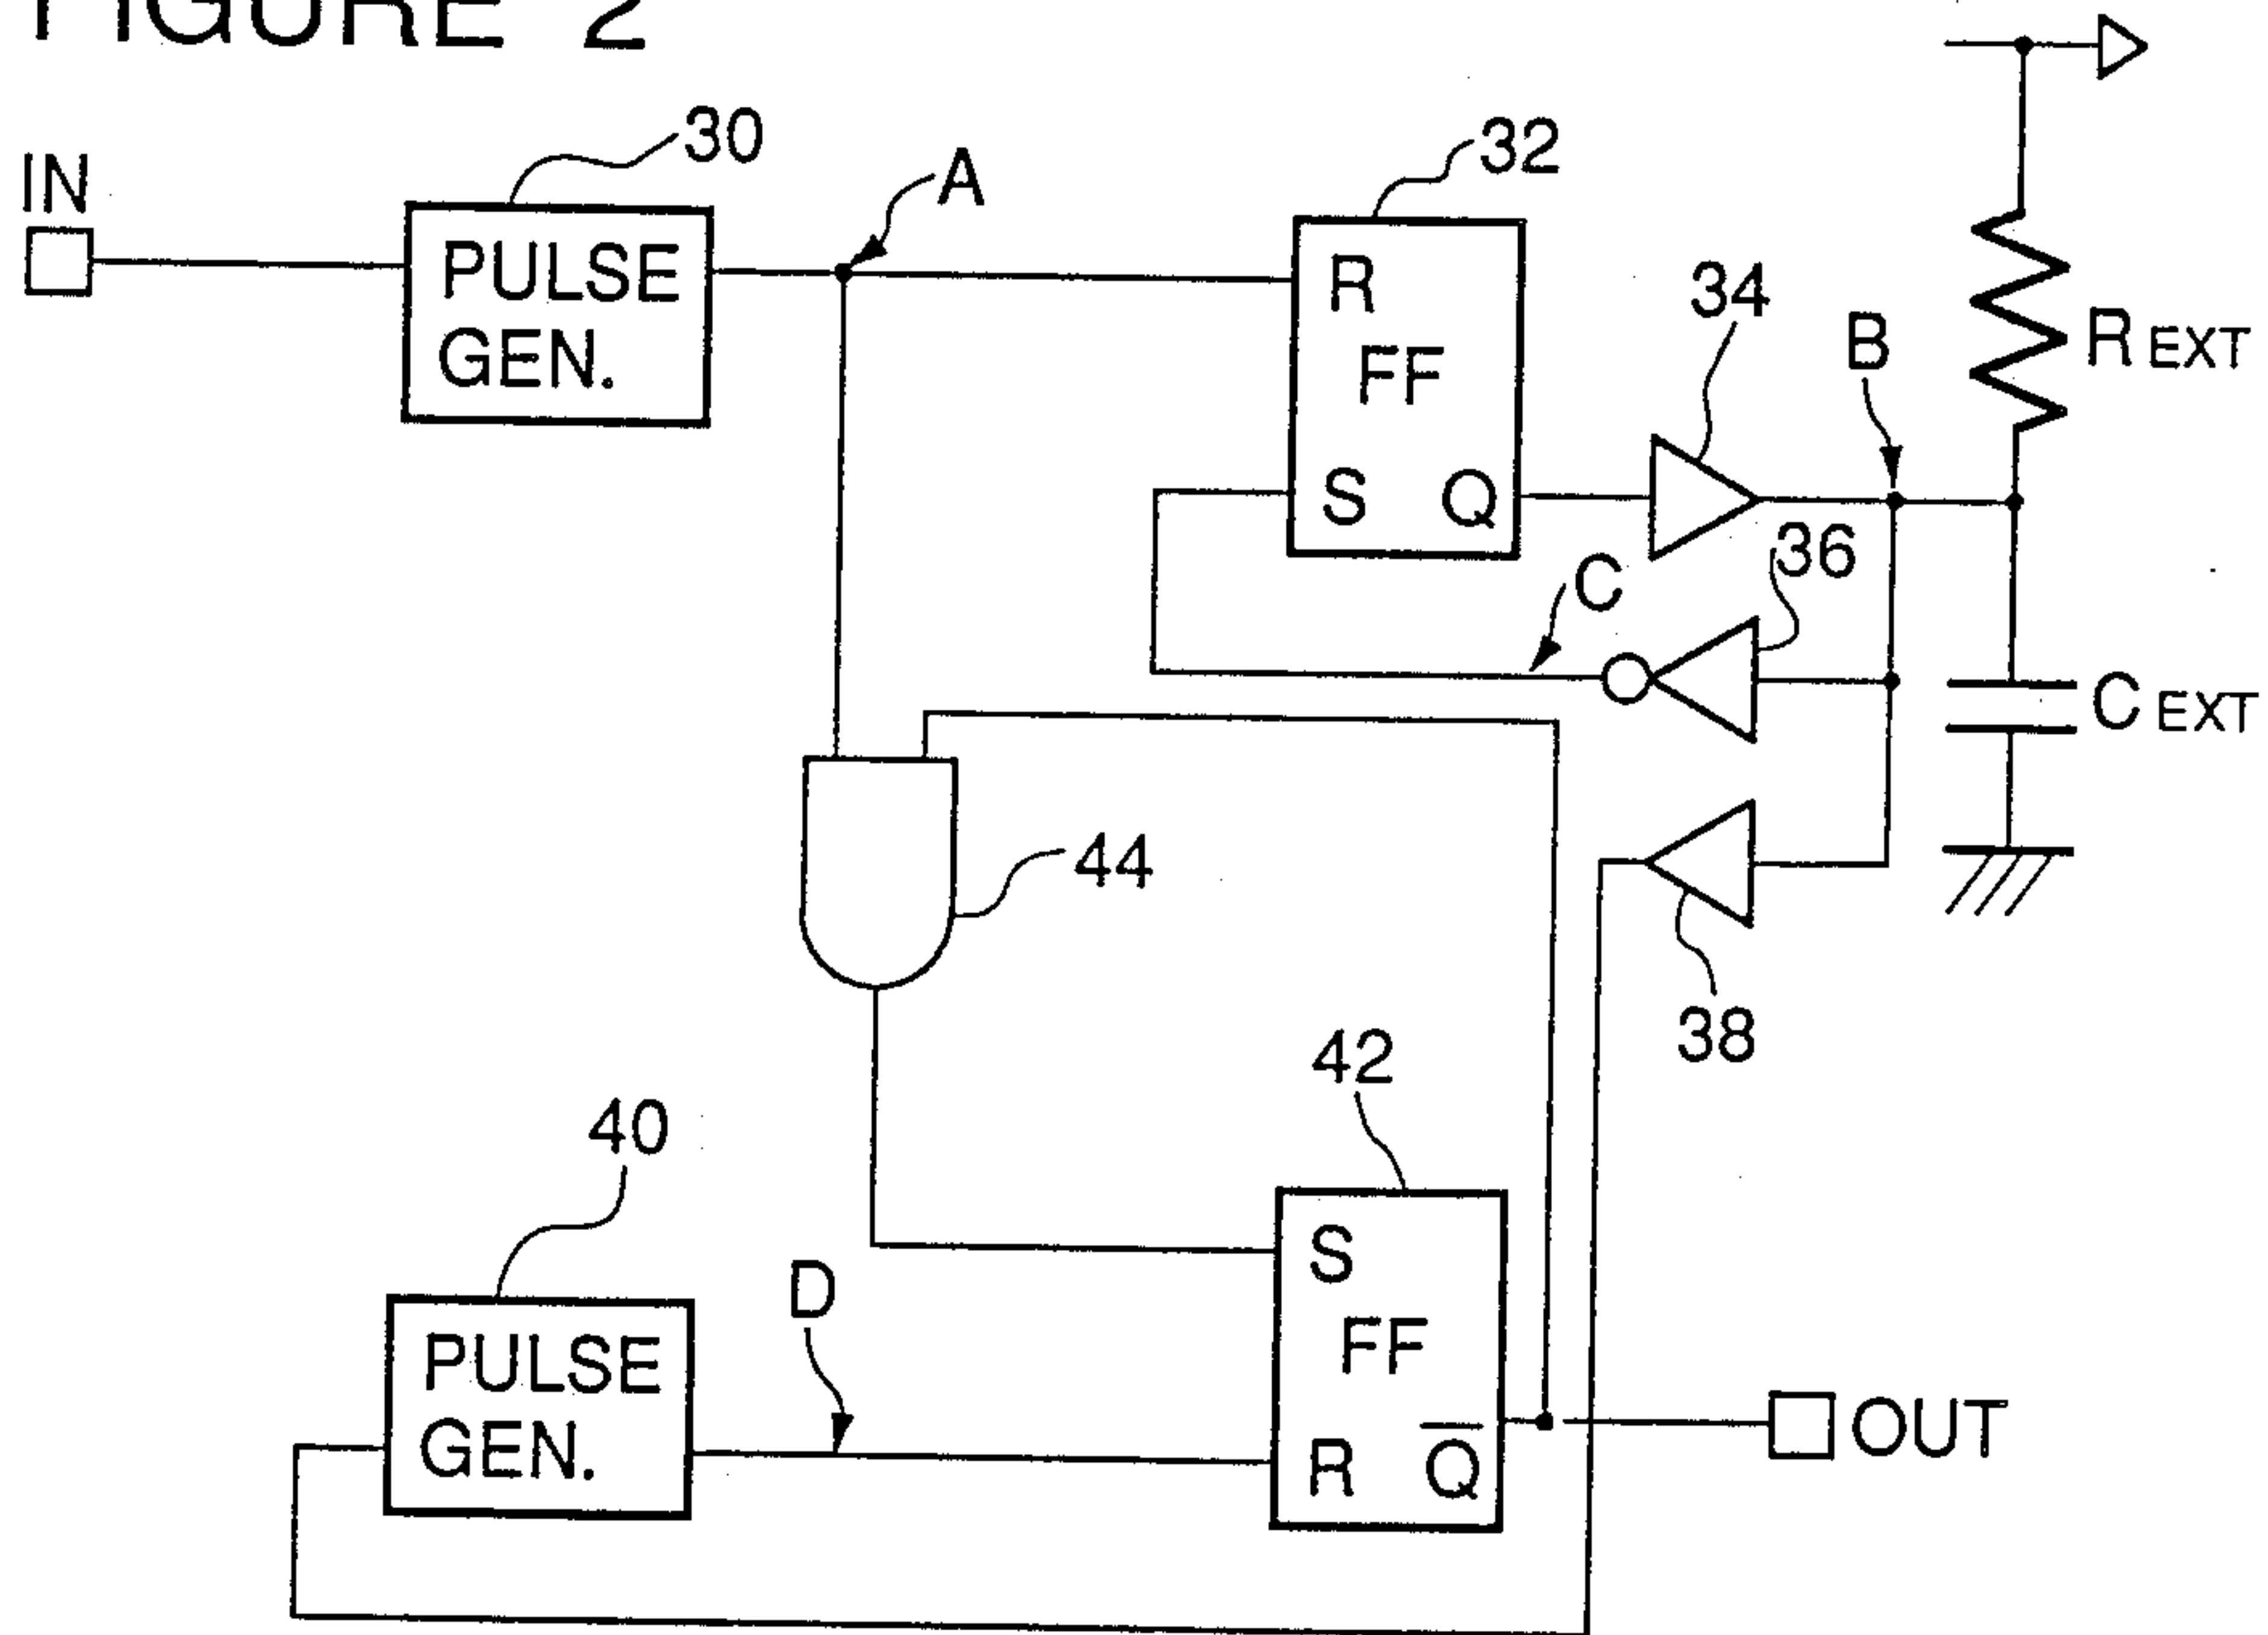 FIGURE 2
IN
30
A
32
PULSE
GEN.
R
FF
S Q
34
B
R EXT
36
C
C EXT
44
38
42
40
D
S
FF
R Q̅
PULSE
GEN.
OUT